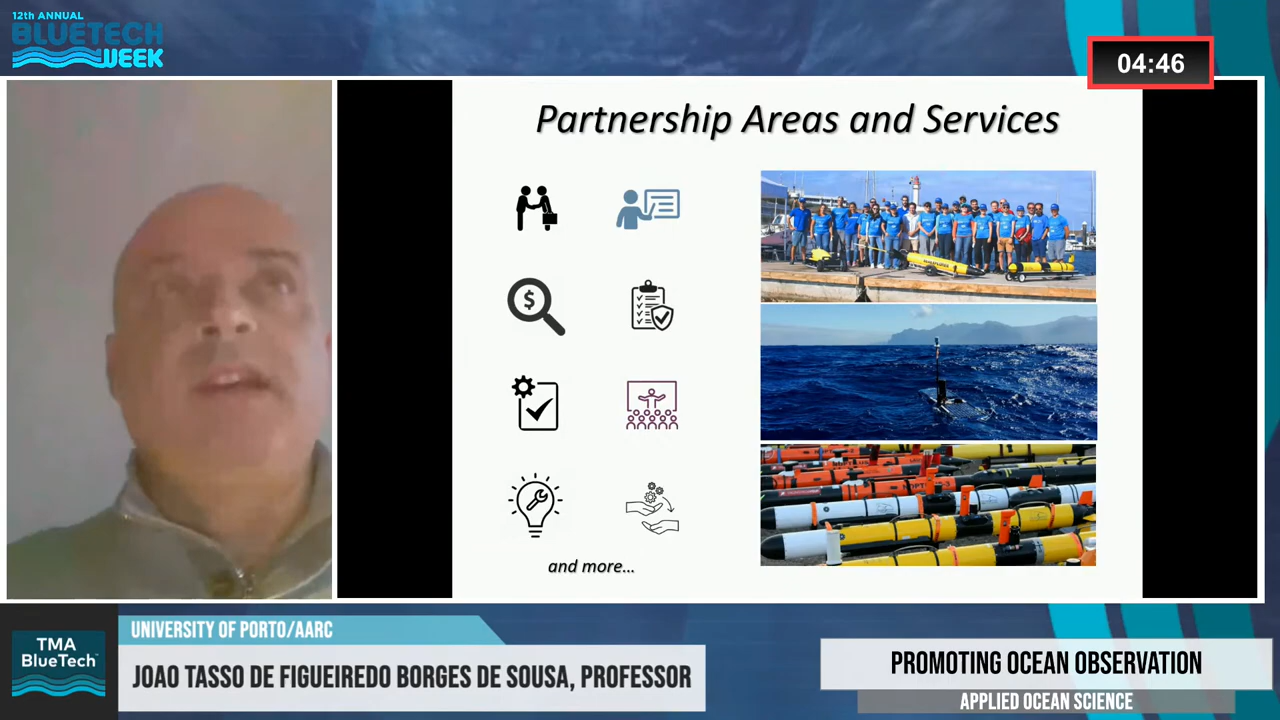 12th ANNUAL
BLUETECH
WEEK
04:46
Partnership Areas and Services
$
and more...
TMA
BlueTech™
UNIVERSITY OF PORTO/AARC
JOAO TASSO DE FIGUEIREDO BORGES DE SOUSA, PROFESSOR
PROMOTING OCEAN OBSERVATION
APPLIED OCEAN SCIENCE